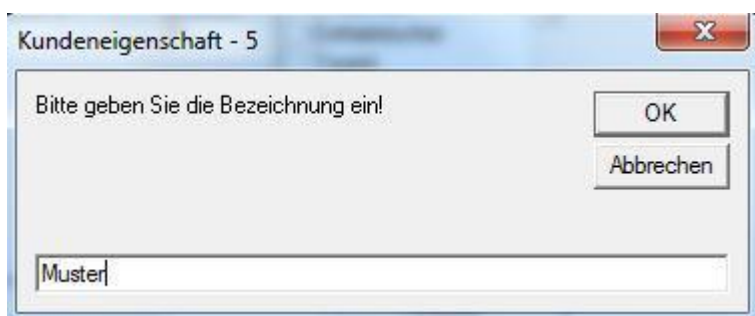 Kundeneigenschaft - 5
Bitte geben Sie die Bezeichnung ein!
OK
Abbrechen
Muster